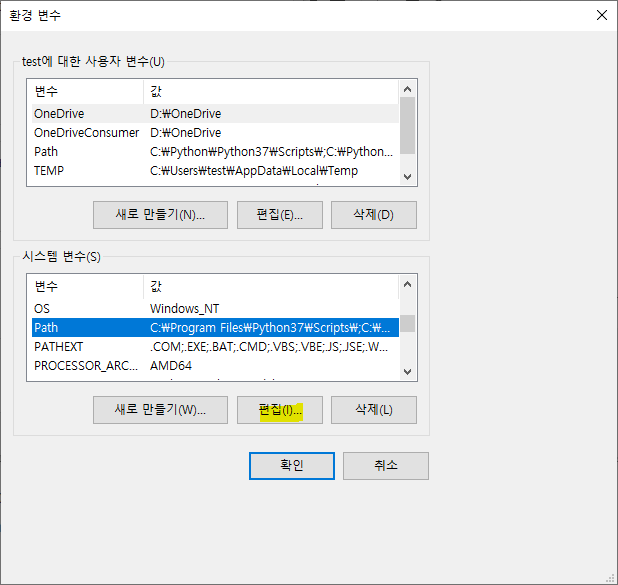 환경 변수
test에 대한 사용자 변수(U)
변수 값
OneDrive D:₩OneDrive
OneDriveConsumer D:₩OneDrive
Path C:₩Python₩Python37₩Scripts₩;C:₩Python...
TEMP C:₩Users₩test₩AppData₩Local₩Temp
새로 만들기(N)... 편집(E)... 삭제(D)
시스템 변수(S)
변수 값
OS Windows_NT
Path C:₩Program Files₩Python37₩Scripts₩;C:₩...
PATHEXT .COM;.EXE;.BAT;.CMD;.VBS;.VBE;.JS;.JSE;.W...
PROCESSOR_ARC... AMD64
새로 만들기(W)... 편집(I)... 삭제(L)
확인 취소